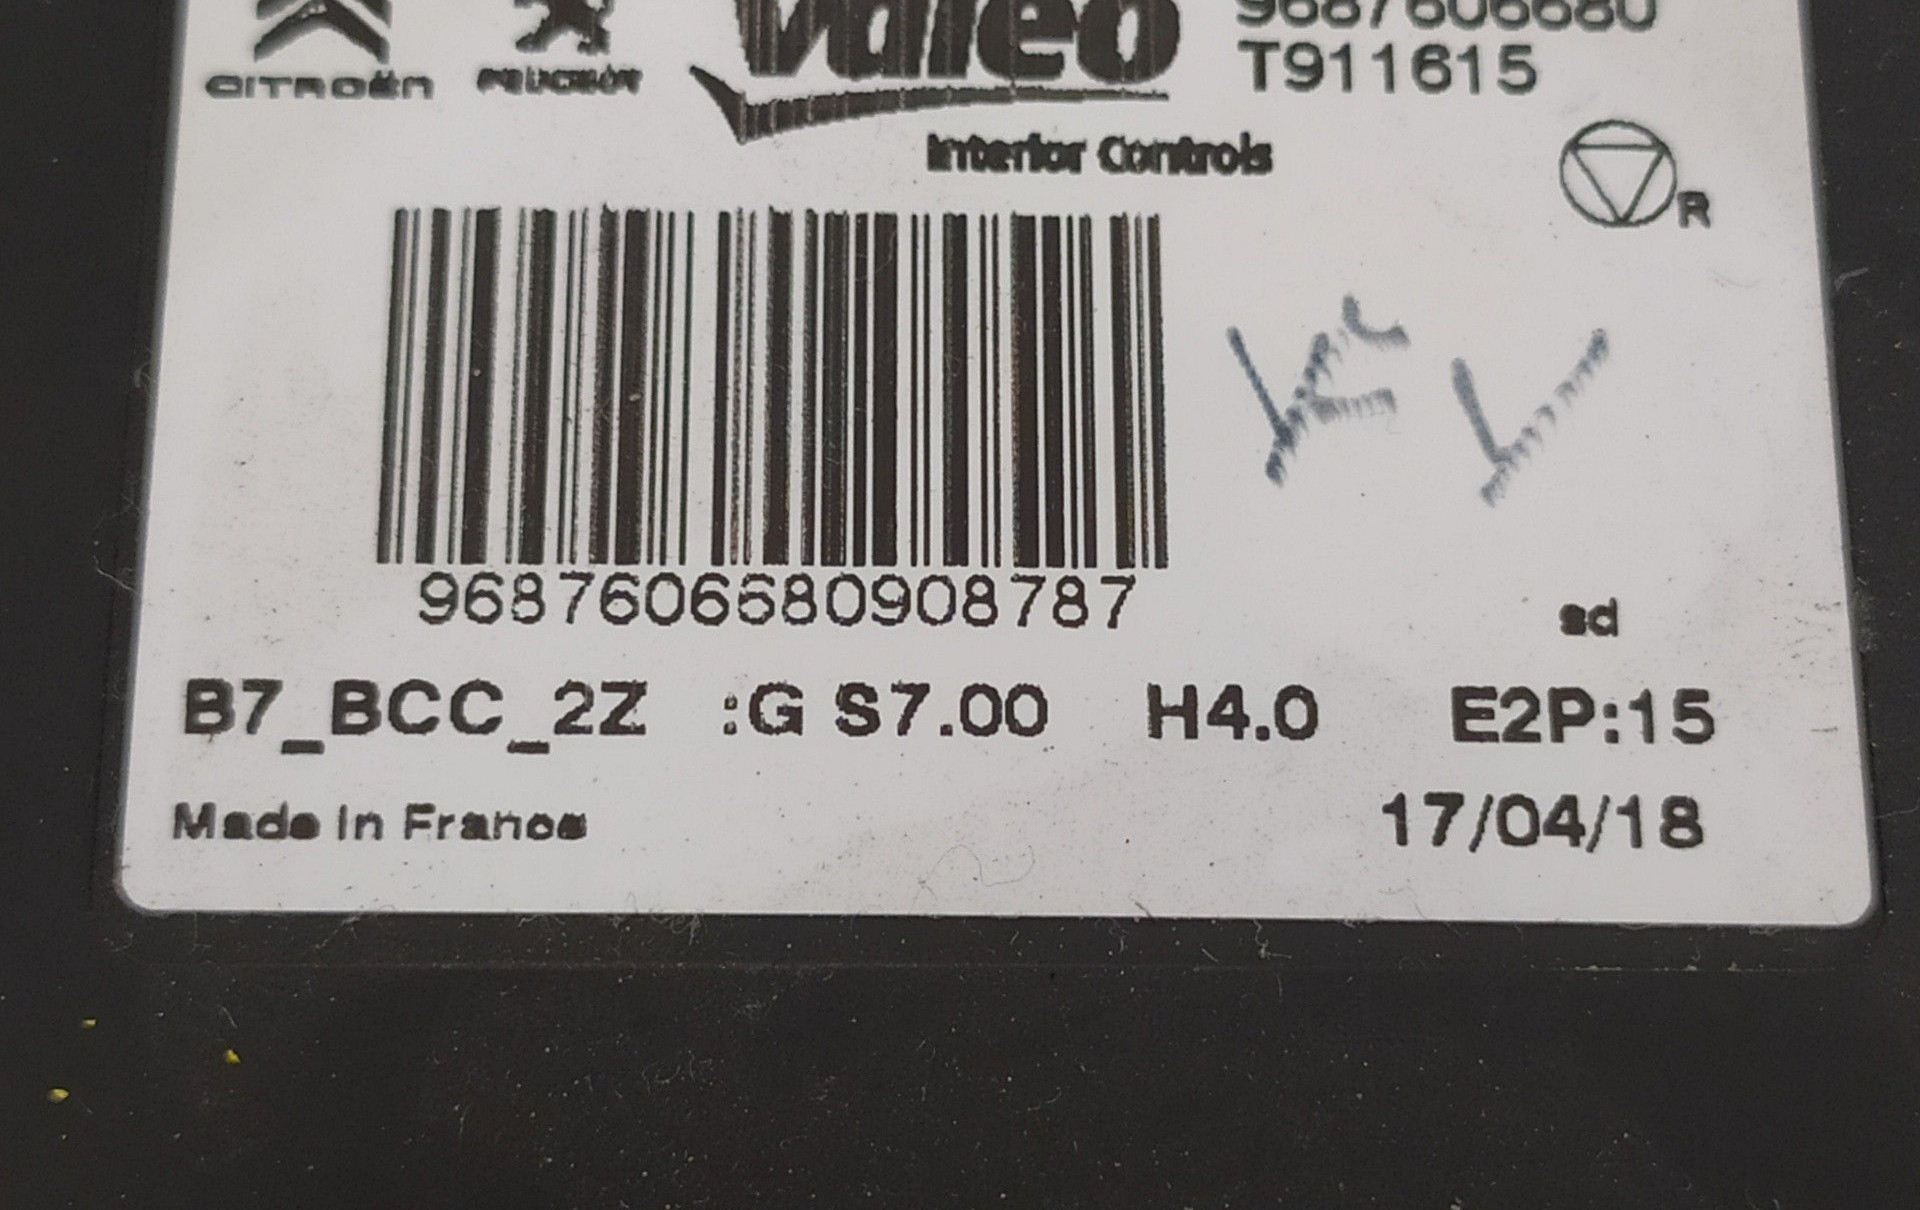 CITROËN PEUGEOT Valeo 9687606680
T911615
Interior Controls
R
9687606680908787
sd
B7_BCC_2Z :G S7.00 H4.0 E2P:15
Made In France 17/04/18